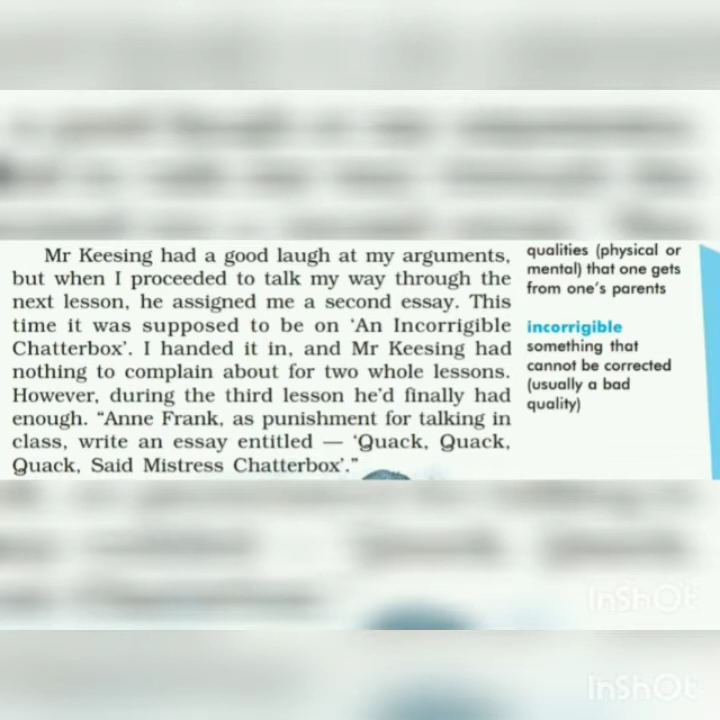 Mr Keesing had a good laugh at my arguments,
but when I proceeded to talk my way through the
next lesson, he assigned me a second essay. This
time it was supposed to be on ‘An Incorrigible
Chatterbox’. I handed it in, and Mr Keesing had
nothing to complain about for two whole lessons.
However, during the third lesson he’d finally had
enough. “Anne Frank, as punishment for talking in
class, write an essay entitled — ‘Quack, Quack,
Quack, Said Mistress Chatterbox’.”
qualities (physical or
mental) that one gets
from one’s parents
incorrigible
something that
cannot be corrected
(usually a bad
quality)
InShOt
InShOt